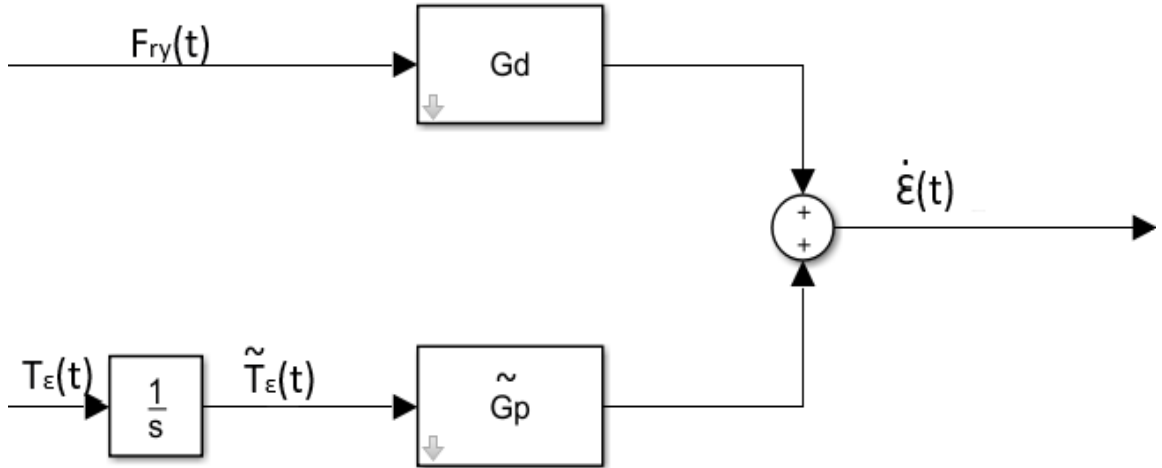 Fry(t)
Gd
+
+
ε̇(t)
Tε(t)
1
s
T̃ε(t)
G̃p